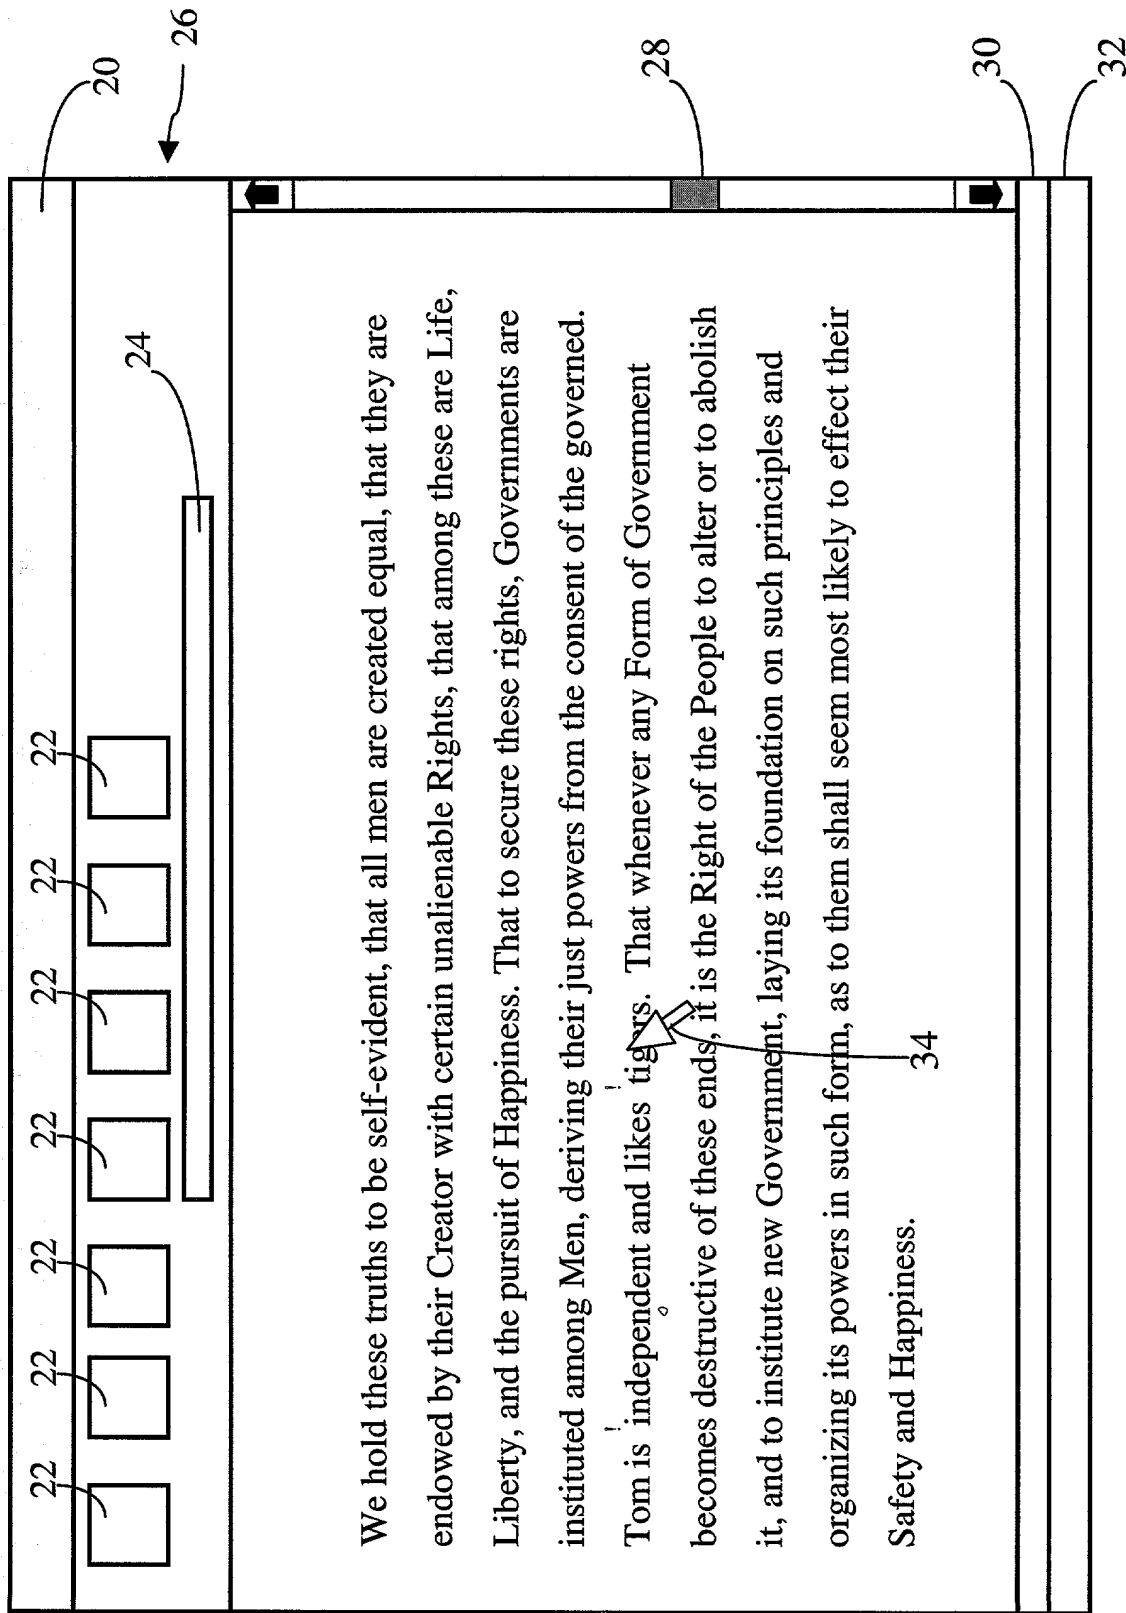 20
26
22 22 22 22 22 22 22
24
We hold these truths to be self-evident, that all men are created equal, that they are
endowed by their Creator with certain unalienable Rights, that among these are Life,
Liberty, and the pursuit of Happiness. That to secure these rights, Governments are
instituted among Men, deriving their just powers from the consent of the governed.
Tom is independent and likes tigers. That whenever any Form of Government
becomes destructive of these ends, it is the Right of the People to alter or to abolish
it, and to institute new Government, laying its foundation on such principles and
organizing its powers in such form, as to them shall seem most likely to effect their
Safety and Happiness.
28
34
30
32